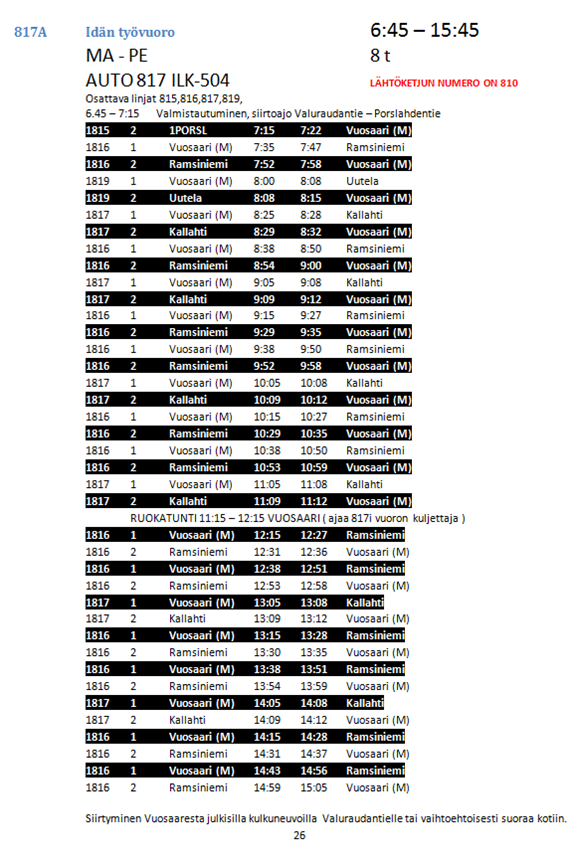 817A Idän työvuoro 6:45 – 15:45
MA - PE 8 t
AUTO 817 ILK-504 LÄHTÖKETJUN NUMERO ON 810
Osattava linjat 815,816,817,819,
6.45 – 7:15 Valmistautuminen, siirtoajo Valuraudantie – Porslahdentie
1815 2 1PORSL 7:15 7:22 Vuosaari (M)
1816 1 Vuosaari (M) 7:35 7:47 Ramsiniemi
1816 2 Ramsiniemi 7:52 7:58 Vuosaari (M)
1819 1 Vuosaari (M) 8:00 8:08 Uutela
1819 2 Uutela 8:08 8:15 Vuosaari (M)
1817 1 Vuosaari (M) 8:25 8:28 Kallahti
1817 2 Kallahti 8:29 8:32 Vuosaari (M)
1816 1 Vuosaari (M) 8:38 8:50 Ramsiniemi
1816 2 Ramsiniemi 8:54 9:00 Vuosaari (M)
1817 1 Vuosaari (M) 9:05 9:08 Kallahti
1817 2 Kallahti 9:09 9:12 Vuosaari (M)
1816 1 Vuosaari (M) 9:15 9:27 Ramsiniemi
1816 2 Ramsiniemi 9:29 9:35 Vuosaari (M)
1816 1 Vuosaari (M) 9:38 9:50 Ramsiniemi
1816 2 Ramsiniemi 9:52 9:58 Vuosaari (M)
1817 1 Vuosaari (M) 10:05 10:08 Kallahti
1817 2 Kallahti 10:09 10:12 Vuosaari (M)
1816 1 Vuosaari (M) 10:15 10:27 Ramsiniemi
1816 2 Ramsiniemi 10:29 10:35 Vuosaari (M)
1816 1 Vuosaari (M) 10:38 10:50 Ramsiniemi
1816 2 Ramsiniemi 10:53 10:59 Vuosaari (M)
1817 1 Vuosaari (M) 11:05 11:08 Kallahti
1817 2 Kallahti 11:09 11:12 Vuosaari (M)
RUOKATUNTI 11:15 – 12:15 VUOSAARI ( ajaa 817i vuoron kuljettaja )
1816 1 Vuosaari (M) 12:15 12:27 Ramsiniemi
1816 2 Ramsiniemi 12:31 12:36 Vuosaari (M)
1816 1 Vuosaari (M) 12:38 12:51 Ramsiniemi
1816 2 Ramsiniemi 12:53 12:58 Vuosaari (M)
1817 1 Vuosaari (M) 13:05 13:08 Kallahti
1817 2 Kallahti 13:09 13:12 Vuosaari (M)
1816 1 Vuosaari (M) 13:15 13:28 Ramsiniemi
1816 2 Ramsiniemi 13:30 13:35 Vuosaari (M)
1816 1 Vuosaari (M) 13:38 13:51 Ramsiniemi
1816 2 Ramsiniemi 13:54 13:59 Vuosaari (M)
1817 1 Vuosaari (M) 14:05 14:08 Kallahti
1817 2 Kallahti 14:09 14:12 Vuosaari (M)
1816 1 Vuosaari (M) 14:15 14:28 Ramsiniemi
1816 2 Ramsiniemi 14:31 14:37 Vuosaari (M)
1816 1 Vuosaari (M) 14:43 14:56 Ramsiniemi
1816 2 Ramsiniemi 14:59 15:05 Vuosaari (M)
Siirtyminen Vuosaaresta julkisilla kulkuneuvoilla Valuraudantielle tai vaihtoehtoisesti suoraa kotiin.
26